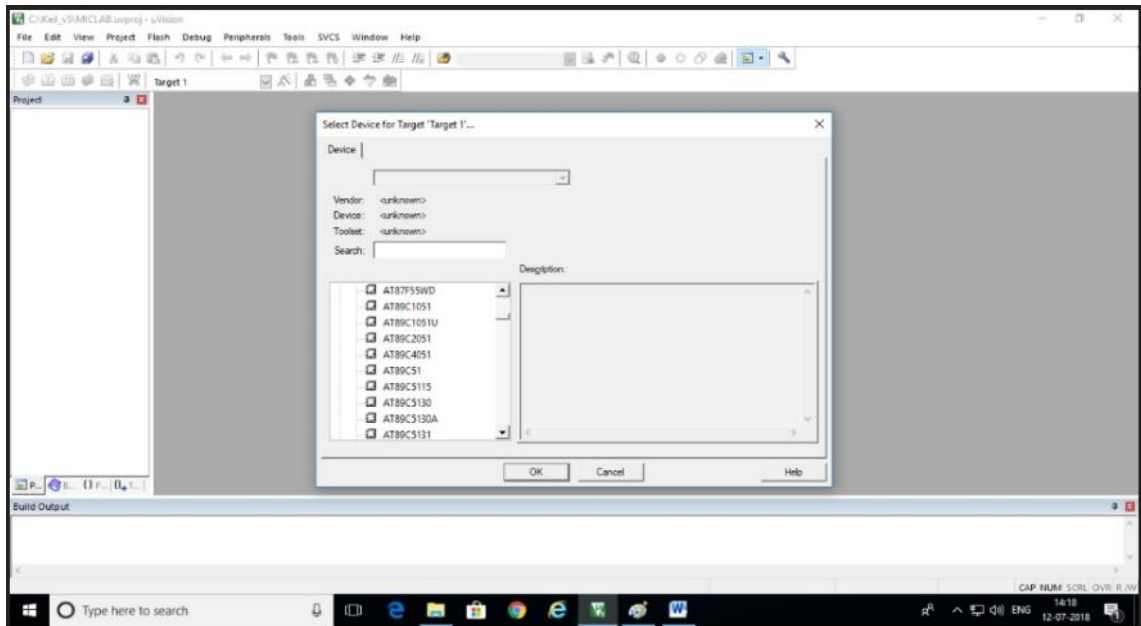 C:\Keil_v5\MICLAB.uvproj - µVision
File Edit View Project Flash Debug Peripherals Tools SVCS Window Help
Target 1
Project
Select Device for Target 'Target 1'...
Device
Vendor: <unknown>
Device: <unknown>
Toolset: <unknown>
Search:
Description:
AT87F55WD
AT89C1051
AT89C1051U
AT89C2051
AT89C4051
AT89C51
AT89C5115
AT89C5130
AT89C5130A
AT89C5131
OK Cancel Help
P... B... {} F... 0+ T...
Build Output
CAP NUM SCRL OVR R/W
Type here to search
ENG
14:18
12-07-2018